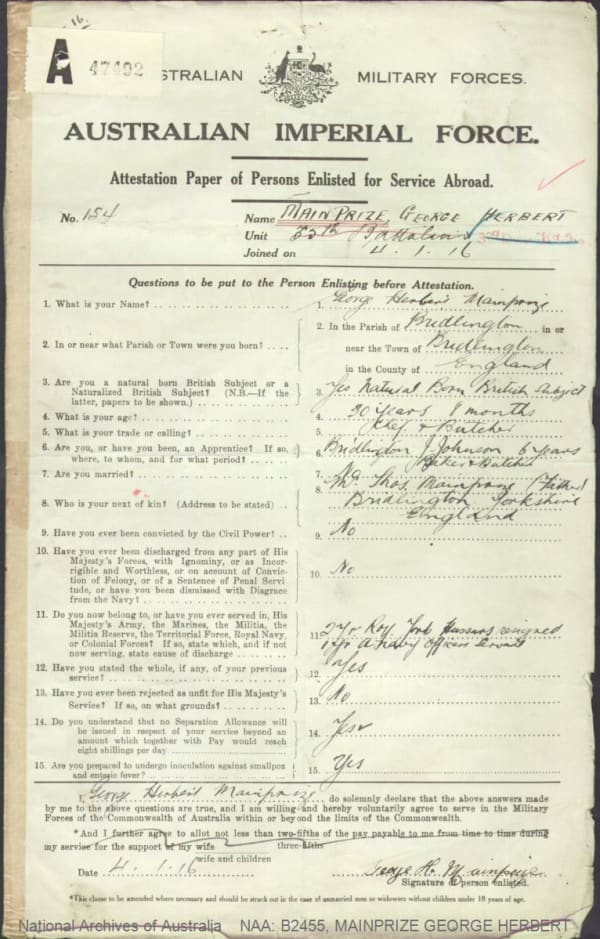 A 47492
AUSTRALIAN MILITARY FORCES.
AUSTRALIAN IMPERIAL FORCE.
Attestation Paper of Persons Enlisted for Service Abroad.
No. 154 Name MAINPRIZE, GEORGE HERBERT
Unit 35th Battalion
Joined on 4.1.16
Questions to be put to the Person Enlisting before Attestation.
1. What is your Name? 1. George Herbert Mainprize
2. In or near what Parish or Town were you born? 2. In the Parish of Bridlington in or
near the Town of Bridlington
in the County of England
3. Are you a natural born British Subject or a
Naturalized British Subject? (N.B.—If the
latter, papers to be shown.) 3. Yes Natural Born British Subject
4. What is your age? 4. 30 years 8 months
5. What is your trade or calling? 5. Chef & Butcher
6. Are you, or have you been, an Apprentice? If so,
where, to whom, and for what period? 6. Bridlington J Johnson 6 years
Baker & Butcher
7. Are you married? 7. No
8. Who is your next of kin? (Address to be stated) 8. Thos. Mainprize (Father)
Bridlington Yorkshire
England
9. Have you ever been convicted by the Civil Power? 9. No
10. Have you ever been discharged from any part of His
Majesty's Forces, with Ignominy, or as Incor-
rigible and Worthless, or on account of Convic-
tion of Felony, or of a Sentence of Penal Servi
tude, or have you been Dismissed with Disgrace
from the Navy? 10. No
11. Do you now belong to, or have you ever served in, His
Majesty's Army, the Marines, the Militia, the
Militia Reserve, the Territorial Force, Royal Navy,
or Colonial Forces? If so, state which, and if not
now serving, state cause of discharge 11. 2 yr Roy York Hussars resigned
1 yr Navy Officers Servant
12. Have you stated the whole, if any, of your previous
service? 12. Yes
13. Have you ever been rejected as unfit for His Majesty's
Service? If so, on what grounds? 13. No
14. Do you understand that no Separation Allowance will
be issued in respect of your service beyond an
amount which together with Pay would reach
eight shillings per day 14. Yes
15. Are you prepared to undergo inoculation against smallpox
and enteric fever? 15. Yes
I, George Herbert Mainprize do solemnly declare that the above answers made
by me to the above questions are true, and I am willing and hereby voluntarily agree to serve in the Military
Forces of the Commonwealth of Australia within or beyond the limits of the Commonwealth.
*And I further agree to allot not less than two-fifths of the pay payable to me from time to time during
three-fifths
my service for the support of my wife
wife and children
Date 4.1.16 George H. Mainprize
Signature of person enlisted.
*This clause to be amended where necessary and should be struck out in the case of unmarried men or widowers without children under 18 years of age.
National Archives of Australia NAA: B2455, MAINPRIZE GEORGE HERBERT